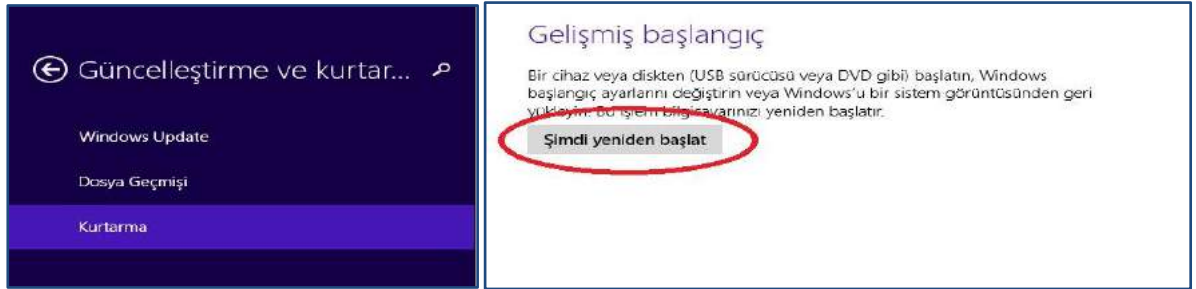 Güncelleştirme ve kurtar...
Windows Update
Dosya Geçmişi
Kurtarma
Gelişmiş başlangıç
Bir cihaz veya diskten (USB sürücüsü veya DVD gibi) başlatın, Windows
başlangıç ayarlarını değiştirin veya Windows'u bir sistem görüntüsünden geri
yükleyin. Bu işlem bilgisayarınızı yeniden başlatır.
Şimdi yeniden başlat